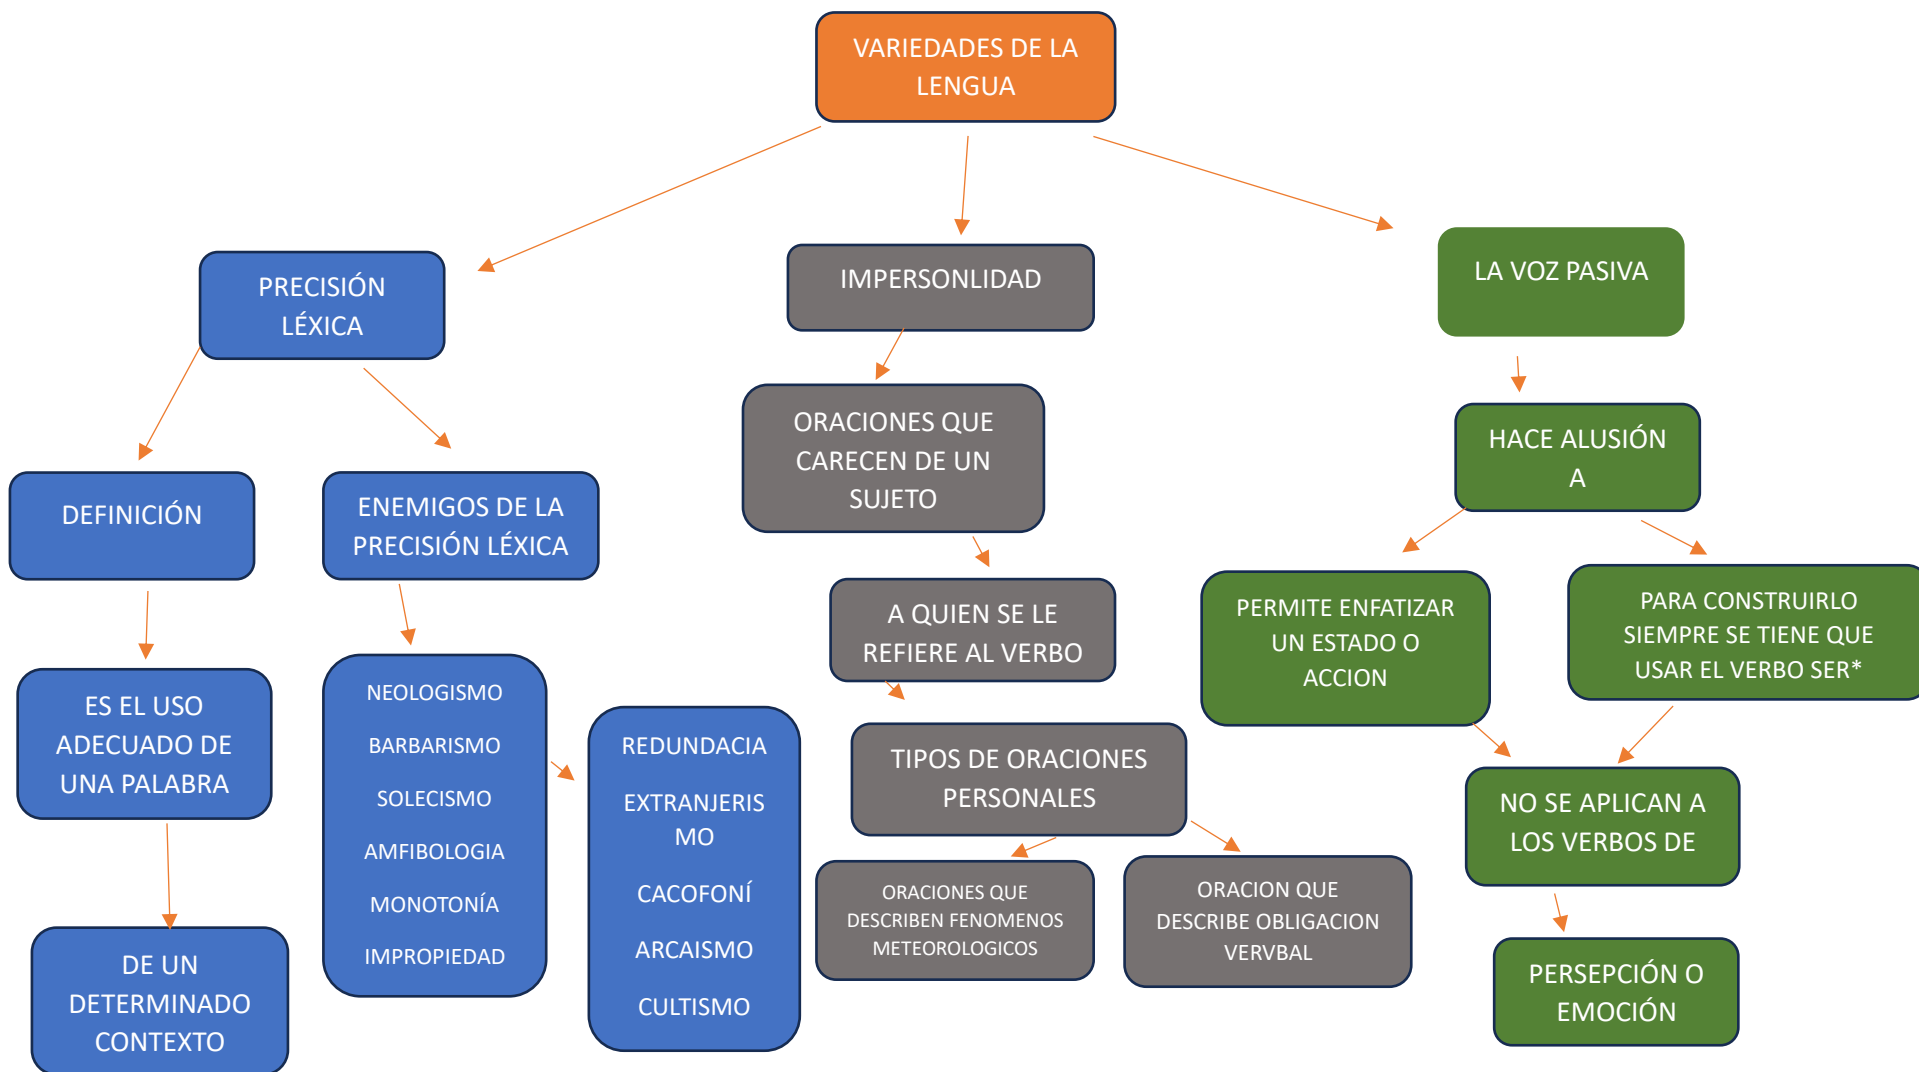 VARIEDADES DE LA
LENGUA
PRECISIÓN
LÉXICA
IMPERSONLIDAD
LA VOZ PASIVA
DEFINICIÓN
ENEMIGOS DE LA
PRECISIÓN LÉXICA
ORACIONES QUE
CARECEN DE UN
SUJETO
HACE ALUSIÓN
A
ES EL USO
ADECUADO DE
UNA PALABRA
NEOLOGISMO
BARBARISMO
SOLECISMO
AMFIBOLOGIA
MONOTONÍA
IMPROPIEDAD
REDUNDACIA
EXTRANJERIS
MO
CACOFONÍ
ARCAISMO
CULTISMO
A QUIEN SE LE
REFIERE AL VERBO
PERMITE ENFATIZAR
UN ESTADO O
ACCION
PARA CONSTRUIRLO
SIEMPRE SE TIENE QUE
USAR EL VERBO SER*
TIPOS DE ORACIONES
PERSONALES
NO SE APLICAN A
LOS VERBOS DE
DE UN
DETERMINADO
CONTEXTO
ORACIONES QUE
DESCRIBEN FENOMENOS
METEOROLOGICOS
ORACION QUE
DESCRIBE OBLIGACION
VERVBAL
PERSEPCIÓN O
EMOCIÓN